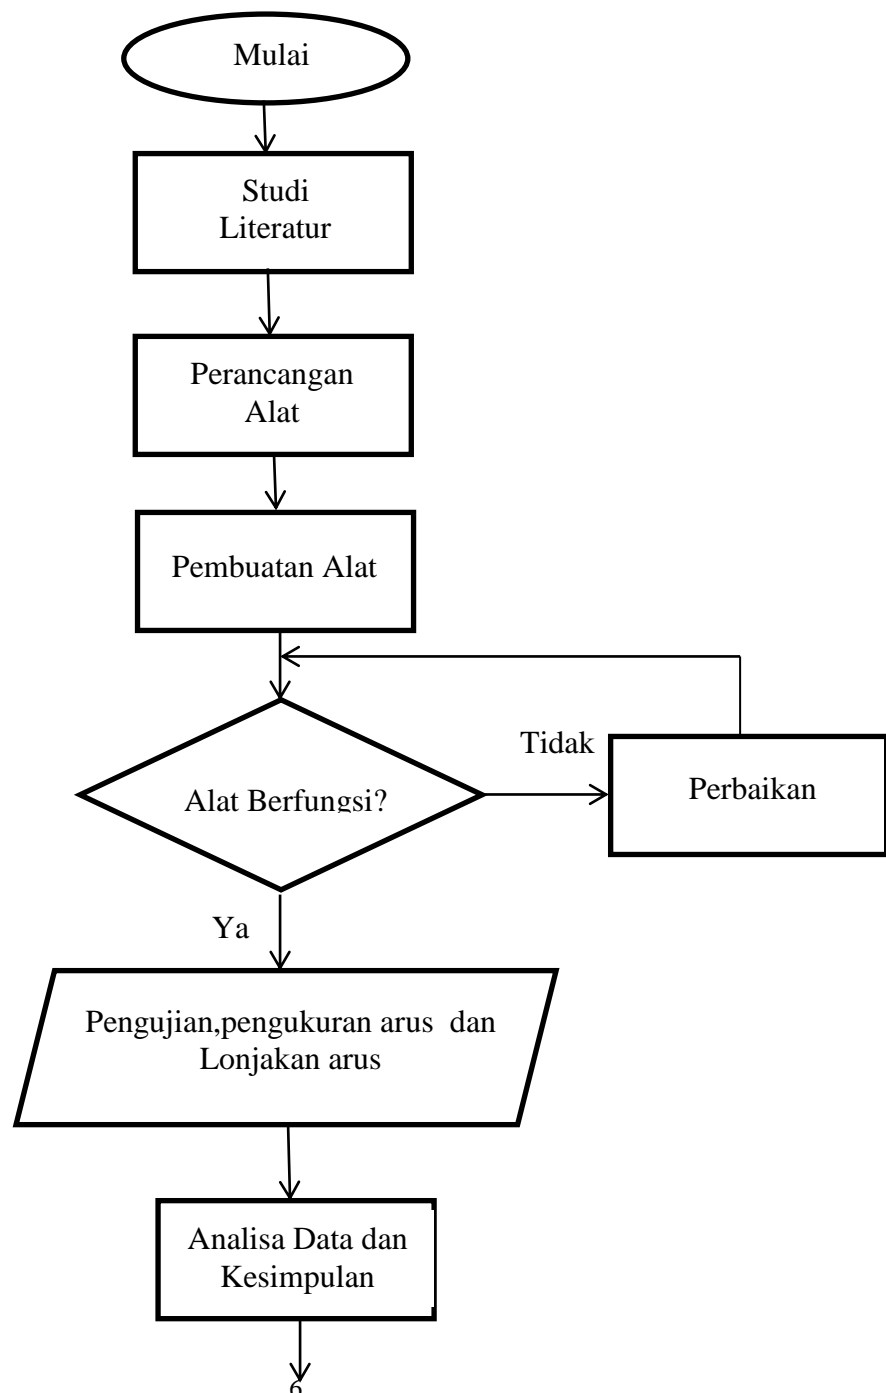 Mulai
Studi
Literatur
Perancangan
Alat
Pembuatan Alat
Tidak
Alat Berfungsi?
Perbaikan
Ya
Pengujian,pengukuran arus  dan
Lonjakan arus
Analisa Data dan
Kesimpulan
6